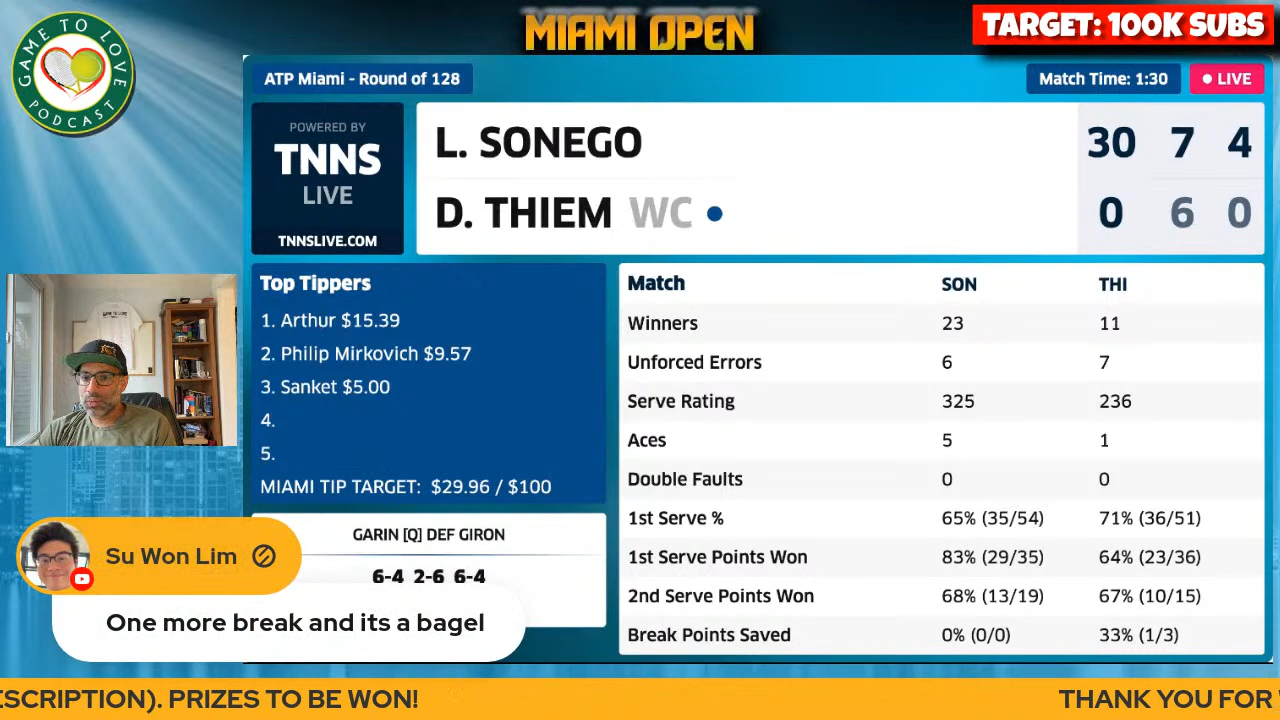 GAME TO LOVE
PODCAST
MIAMI OPEN
TARGET: 100K SUBS
ATP Miami - Round of 128
Match Time: 1:30
LIVE
POWERED BY
TNNS
LIVE
TNNSLIVE.COM
L. SONEGO 30 7 4
D. THIEM WC 0 6 0
Top Tippers
1. Arthur $15.39
2. Philip Mirkovich $9.57
3. Sanket $5.00
4.
5.
MIAMI TIP TARGET: $29.96 / $100
GARIN [Q] DEF GIRON
6-4 2-6 6-4
Match SON THI
Winners 23 11
Unforced Errors 6 7
Serve Rating 325 236
Aces 5 1
Double Faults 0 0
1st Serve % 65% (35/54) 71% (36/51)
1st Serve Points Won 83% (29/35) 64% (23/36)
2nd Serve Points Won 68% (13/19) 67% (10/15)
Break Points Saved 0% (0/0) 33% (1/3)
Su Won Lim
One more break and its a bagel
ESCRIPTION). PRIZES TO BE WON!
THANK YOU FOR